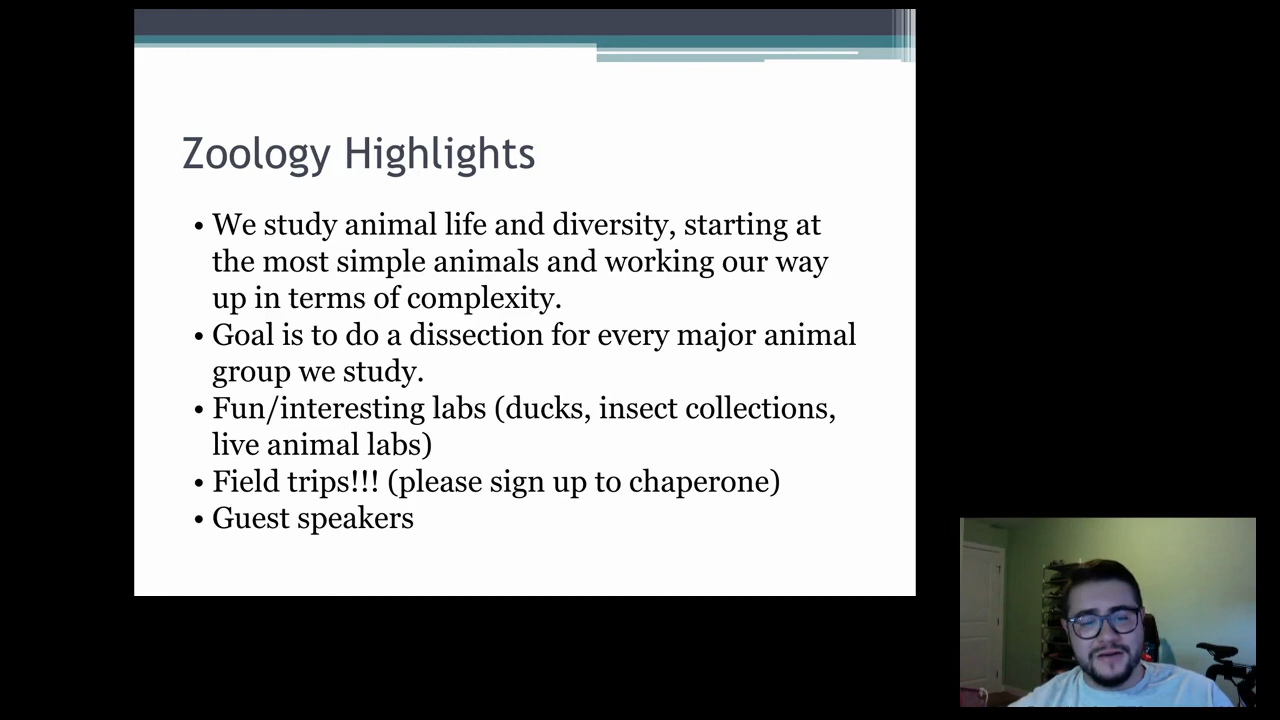 Zoology Highlights
• We study animal life and diversity, starting at
the most simple animals and working our way
up in terms of complexity.
• Goal is to do a dissection for every major animal
group we study.
• Fun/interesting labs (ducks, insect collections,
live animal labs)
• Field trips!!! (please sign up to chaperone)
• Guest speakers